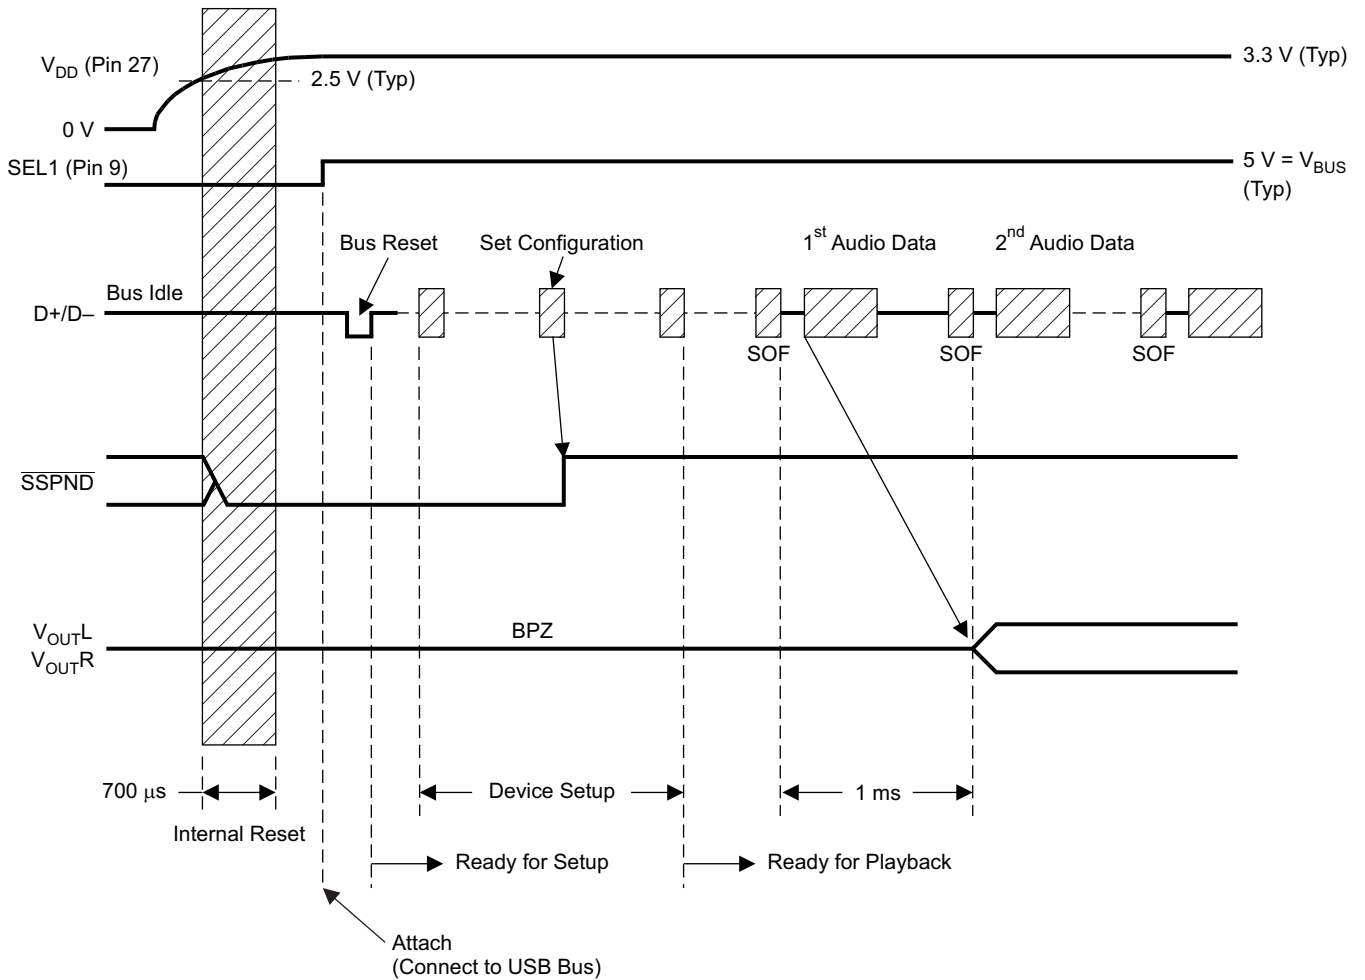 V_DD (Pin 27)
3.3 V (Typ)
2.5 V (Typ)
0 V
SEL1 (Pin 9)
5 V = V_BUS
(Typ)
Bus Reset
Set Configuration
1st Audio Data
2nd Audio Data
Bus Idle
D+/D–
SOF
SOF
SOF
SSPND
V_OUTL
V_OUTR
BPZ
700 μs
Device Setup
1 ms
Internal Reset
Ready for Setup
Ready for Playback
Attach
(Connect to USB Bus)